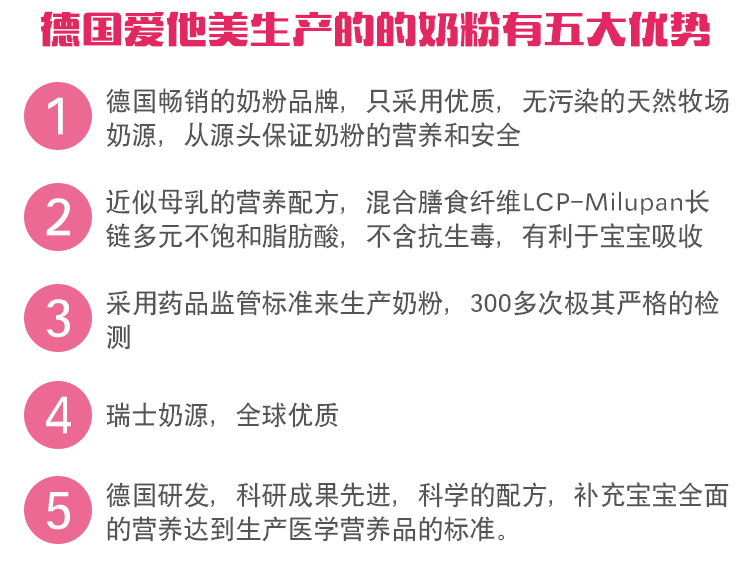 德国爱他美生产的的奶粉有五大优势
1
德国畅销的奶粉品牌，只采用优质，无污染的天然牧场
奶源，从源头保证奶粉的营养和安全
2
近似母乳的营养配方，混合膳食纤维LCP-Milupan长
链多元不饱和脂肪酸，不含抗生毒，有利于宝宝吸收
3
采用药品监管标准来生产奶粉，300多次极其严格的检
测
4
瑞士奶源，全球优质
5
德国研发，科研成果先进，科学的配方，补充宝宝全面
的营养达到生产医学营养品的标准。